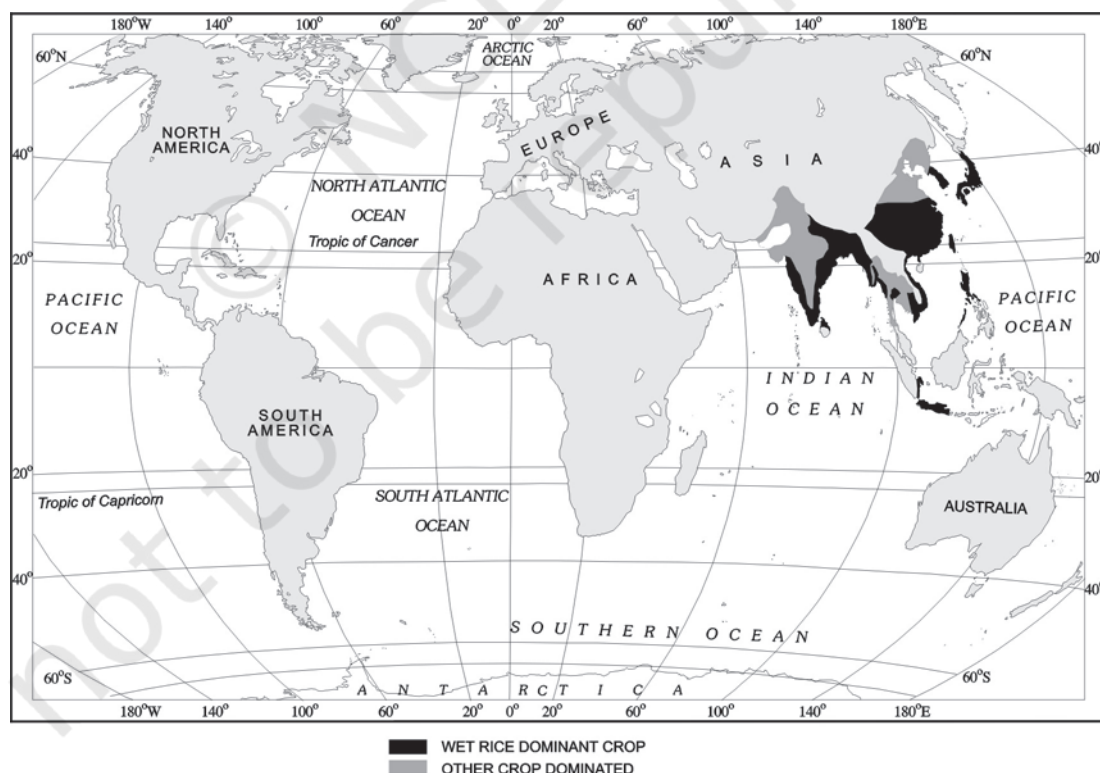 180°W 140° 100° 60° 20° 0° 20° 60° 100° 140° 180°E
60°N
ARCTIC
OCEAN
60°N
NORTH
AMERICA
EUROPE
ASIA
40°
40°
NORTH ATLANTIC
OCEAN
Tropic of Cancer
20°
20°
AFRICA
PACIFIC
OCEAN
PACIFIC
OCEAN
INDIAN
OCEAN
SOUTH
AMERICA
20°
20°
Tropic of Capricorn
SOUTH ATLANTIC
OCEAN
AUSTRALIA
40°
40°
SOUTHERN OCEAN
60°S
60°S
ANTARCTICA
180°W 140° 100° 60° 20° 0° 20° 60° 100° 140° 180°E
WET RICE DOMINANT CROP
OTHER CROP DOMINATED
not to be